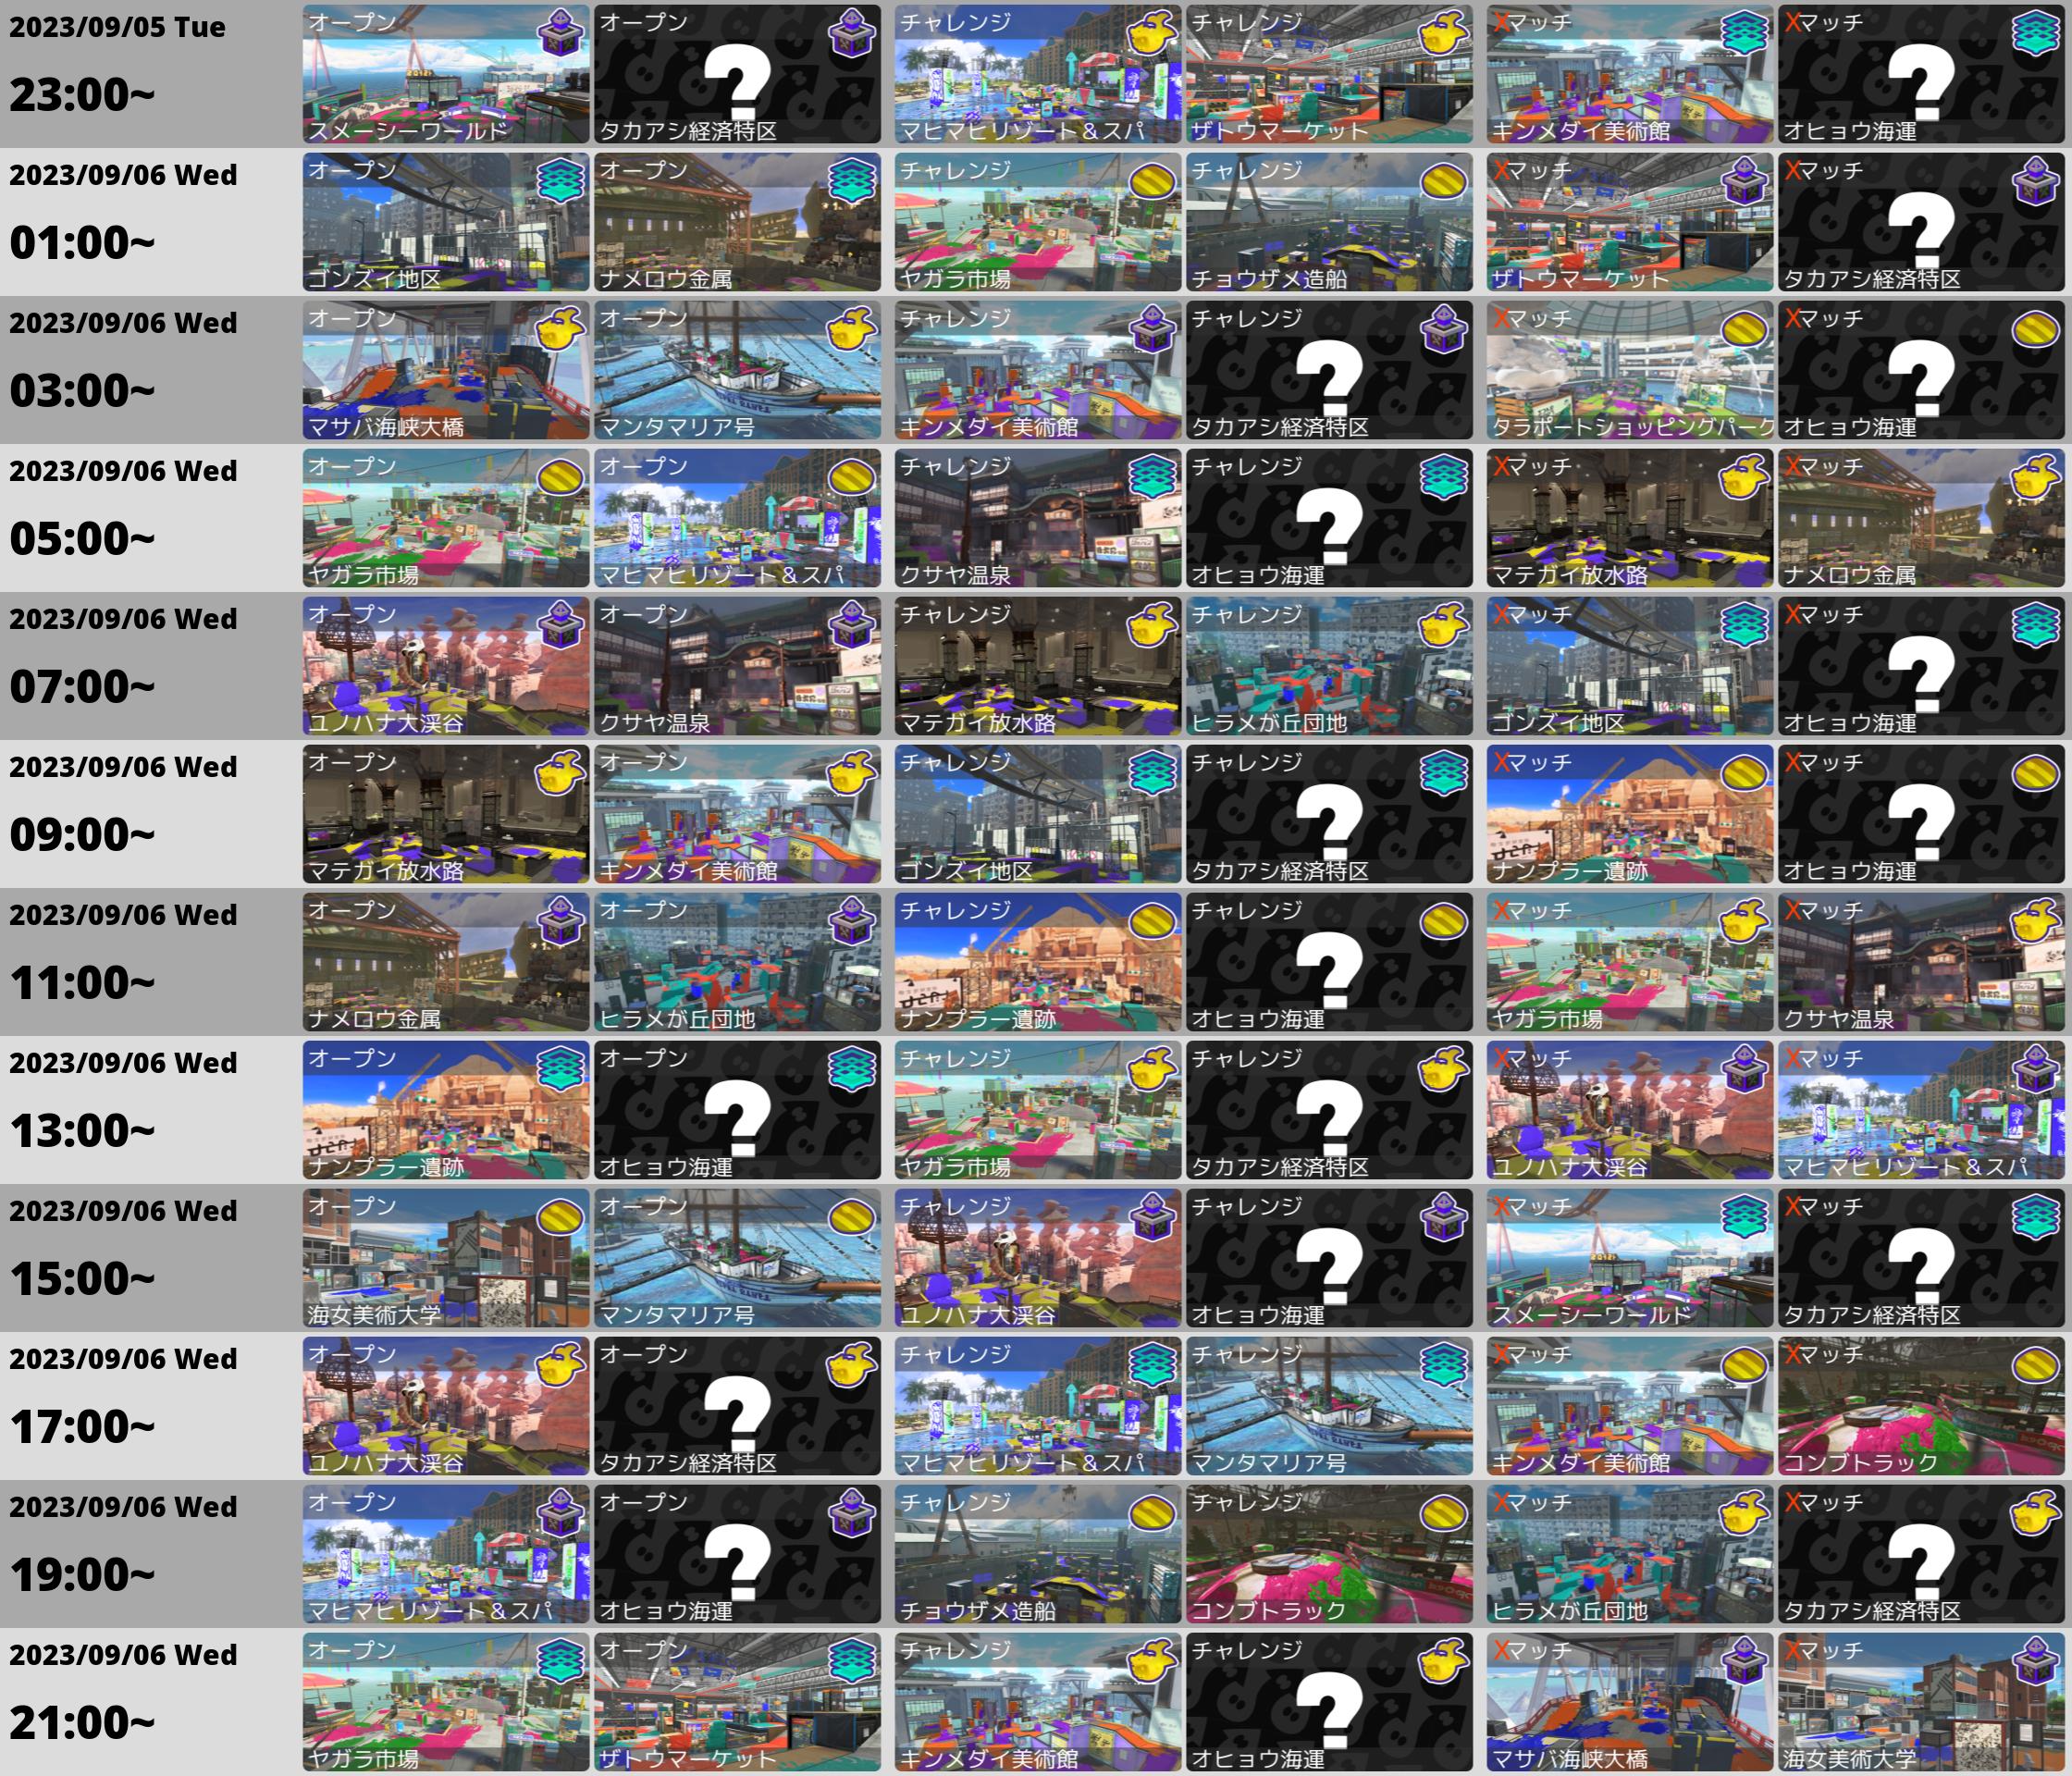 2023/09/05 Tue
23:00~
オープン
スメーシーワールド
オープン
タカアシ経済特区
チャレンジ
マヒマヒリゾート＆スパ
チャレンジ
ザトウマーケット
Xマッチ
キンメダイ美術館
Xマッチ
オヒョウ海運
2023/09/06 Wed
01:00~
オープン
ゴンズイ地区
オープン
ナメロウ金属
チャレンジ
ヤガラ市場
チャレンジ
チョウザメ造船
Xマッチ
ザトウマーケット
Xマッチ
タカアシ経済特区
2023/09/06 Wed
03:00~
オープン
マサバ海峡大橋
オープン
マンタマリア号
チャレンジ
キンメダイ美術館
チャレンジ
タカアシ経済特区
Xマッチ
タラポートショッピングパーク
Xマッチ
オヒョウ海運
2023/09/06 Wed
05:00~
オープン
ヤガラ市場
オープン
マヒマヒリゾート＆スパ
チャレンジ
クサヤ温泉
チャレンジ
オヒョウ海運
Xマッチ
マテガイ放水路
Xマッチ
ナメロウ金属
2023/09/06 Wed
07:00~
オープン
ユノハナ大渓谷
オープン
クサヤ温泉
チャレンジ
マテガイ放水路
チャレンジ
ヒラメが丘団地
Xマッチ
ゴンズイ地区
Xマッチ
オヒョウ海運
2023/09/06 Wed
09:00~
オープン
マテガイ放水路
オープン
キンメダイ美術館
チャレンジ
ゴンズイ地区
チャレンジ
タカアシ経済特区
Xマッチ
ナンプラー遺跡
Xマッチ
オヒョウ海運
2023/09/06 Wed
11:00~
オープン
ナメロウ金属
オープン
ヒラメが丘団地
チャレンジ
ナンプラー遺跡
チャレンジ
オヒョウ海運
Xマッチ
ヤガラ市場
Xマッチ
クサヤ温泉
2023/09/06 Wed
13:00~
オープン
ナンプラー遺跡
オープン
オヒョウ海運
チャレンジ
ヤガラ市場
チャレンジ
タカアシ経済特区
Xマッチ
ユノハナ大渓谷
Xマッチ
マヒマヒリゾート＆スパ
2023/09/06 Wed
15:00~
オープン
海女美術大学
オープン
マンタマリア号
チャレンジ
ユノハナ大渓谷
チャレンジ
オヒョウ海運
Xマッチ
スメーシーワールド
Xマッチ
タカアシ経済特区
2023/09/06 Wed
17:00~
オープン
ユノハナ大渓谷
オープン
タカアシ経済特区
チャレンジ
マヒマヒリゾート＆スパ
チャレンジ
マンタマリア号
Xマッチ
キンメダイ美術館
Xマッチ
コンブトラック
2023/09/06 Wed
19:00~
オープン
マヒマヒリゾート＆スパ
オープン
オヒョウ海運
チャレンジ
チョウザメ造船
チャレンジ
コンブトラック
Xマッチ
ヒラメが丘団地
Xマッチ
タカアシ経済特区
2023/09/06 Wed
21:00~
オープン
ヤガラ市場
オープン
ザトウマーケット
チャレンジ
キンメダイ美術館
チャレンジ
オヒョウ海運
Xマッチ
マサバ海峡大橋
Xマッチ
海女美術大学